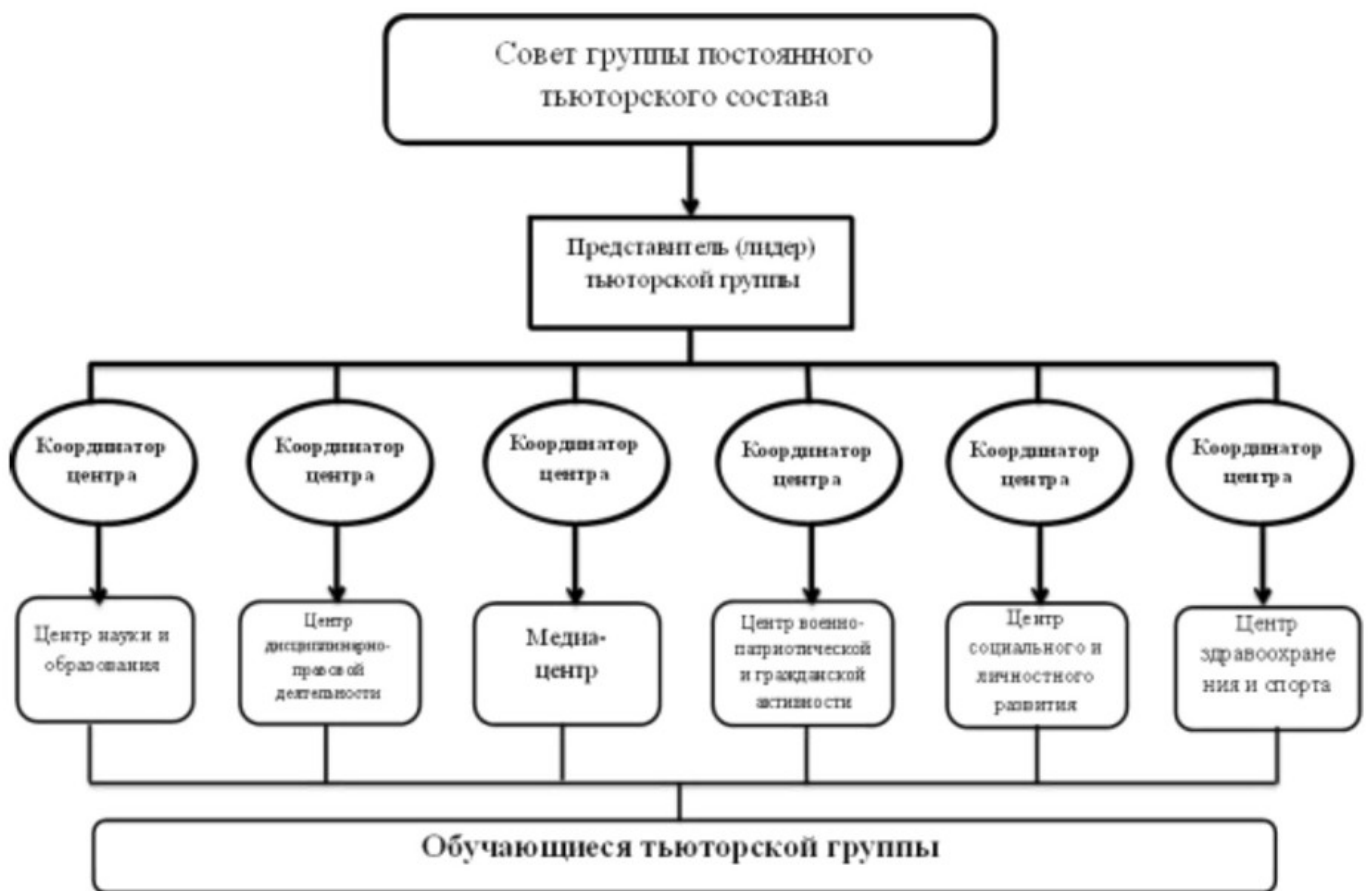 Совет группы постоянного
тьюторского состава
Представитель (лидер)
тьюторской группы
Координатор
центра
Координатор
центра
Координатор
центра
Координатор
центра
Координатор
центра
Координатор
центра
Центр науки и
образования
Центр
дисциплинарно-
правовой
деятельности
Медиа-
центр
Центр военно-
патриотической
и гражданской
активности
Центр
социального и
личностного
развития
Центр
здравоохране
ния и спорта
Обучающиеся тьюторской группы